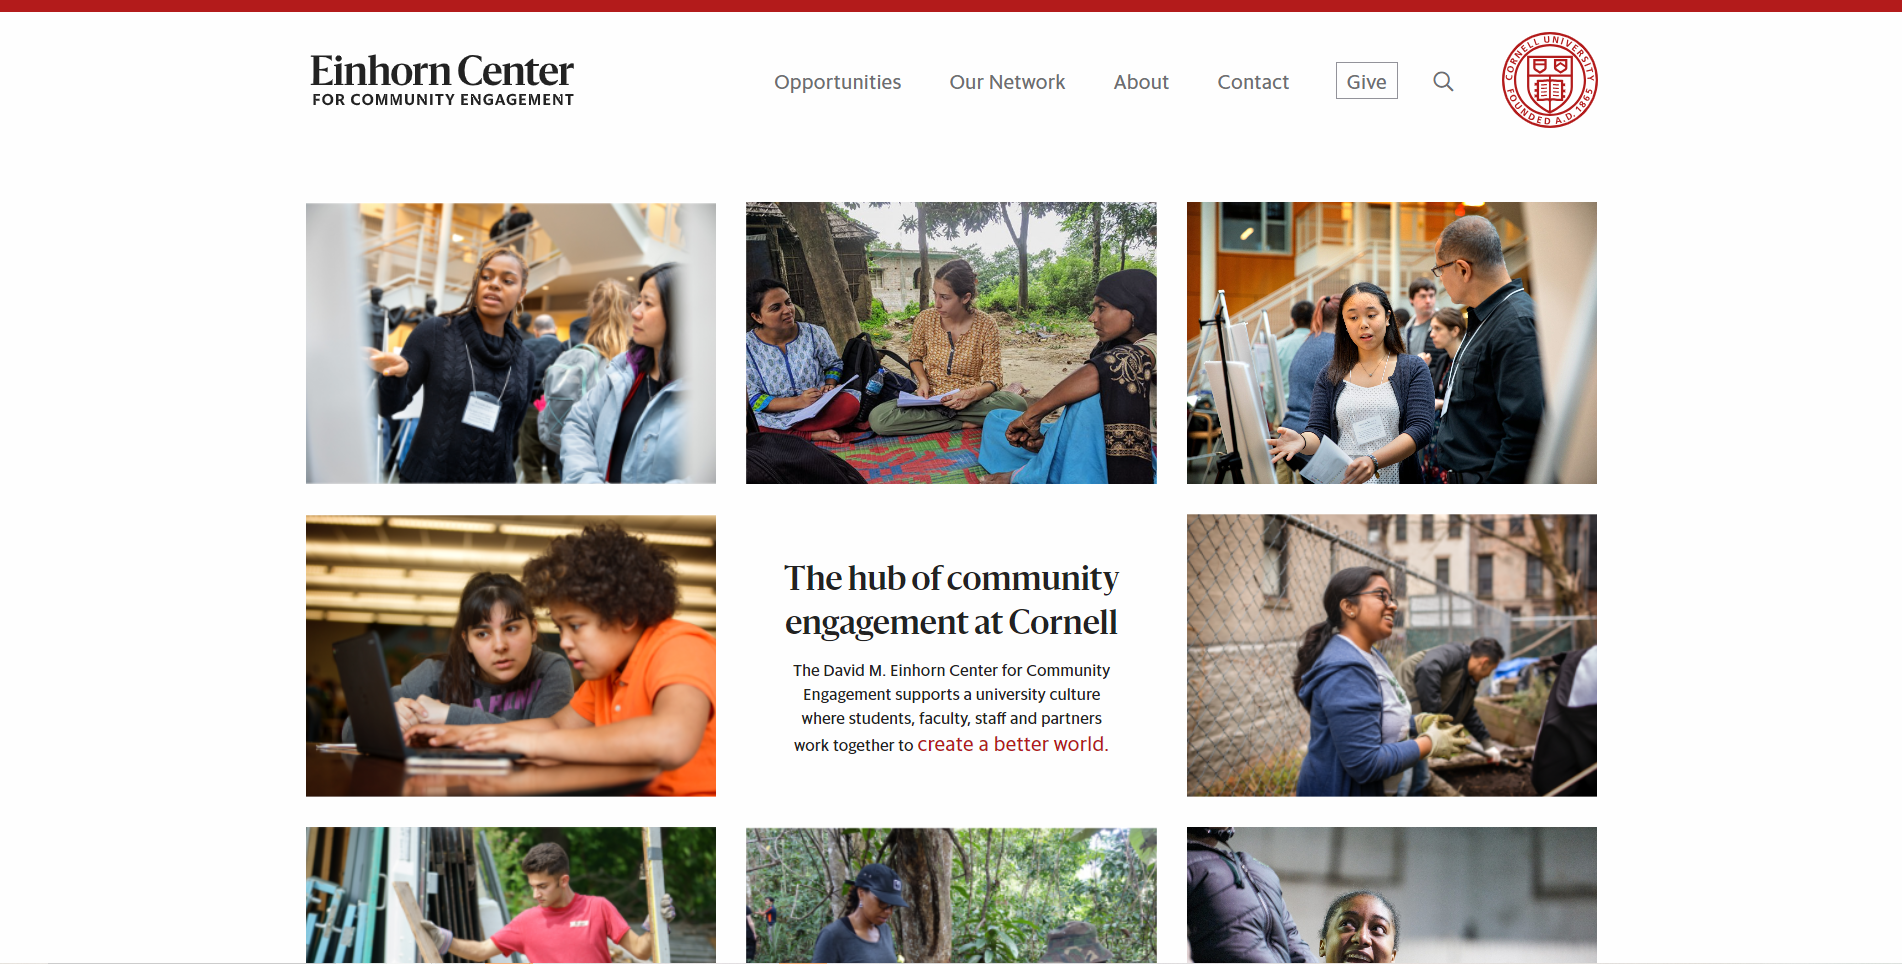 Einhorn Center
FOR COMMUNITY ENGAGEMENT
Opportunities
Our Network
About
Contact
Give
CORNELL UNIVERSITY
FOUNDED A.D. 1865
The hub of community
engagement at Cornell
The David M. Einhorn Center for Community
Engagement supports a university culture
where students, faculty, staff and partners
work together to create a better world.